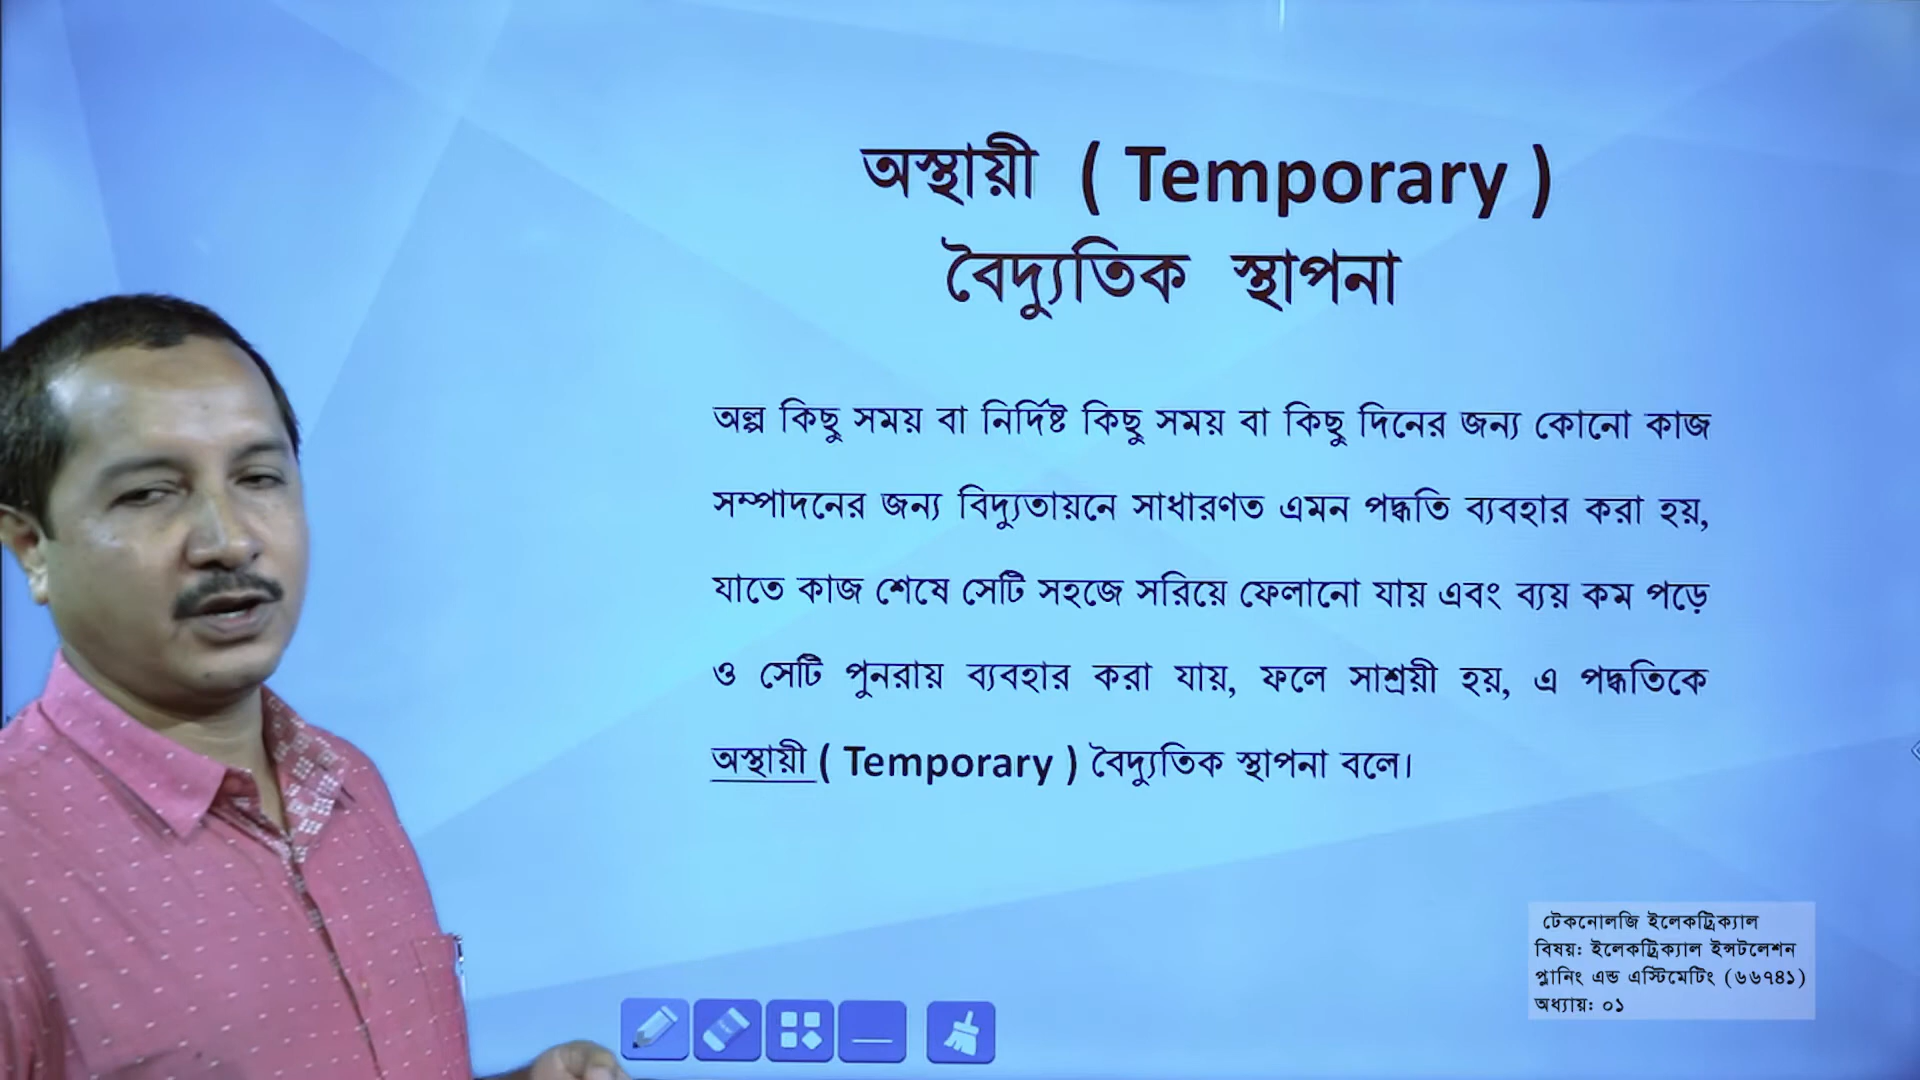 অস্থায়ী ( Temporary )
বৈদ্যুতিক স্থাপনা
অল্প কিছু সময় বা নির্দিষ্ট কিছু সময় বা কিছু দিনের জন্য কোনো কাজ
সম্পাদনের জন্য বিদ্যুতায়নে সাধারণত এমন পদ্ধতি ব্যবহার করা হয়,
যাতে কাজ শেষে সেটি সহজে সরিয়ে ফেলানো যায় এবং ব্যয় কম পড়ে
ও সেটি পুনরায় ব্যবহার করা যায়, ফলে সাশ্রয়ী হয়, এ পদ্ধতিকে
অস্থায়ী ( Temporary ) বৈদ্যুতিক স্থাপনা বলে।
টেকনোলজি ইলেকট্রিক্যাল
বিষয়: ইলেকট্রিক্যাল ইন্সটলেশন
প্লানিং এন্ড এস্টিমেটিং (৬৬৭৪১)
অধ্যায়: ০১